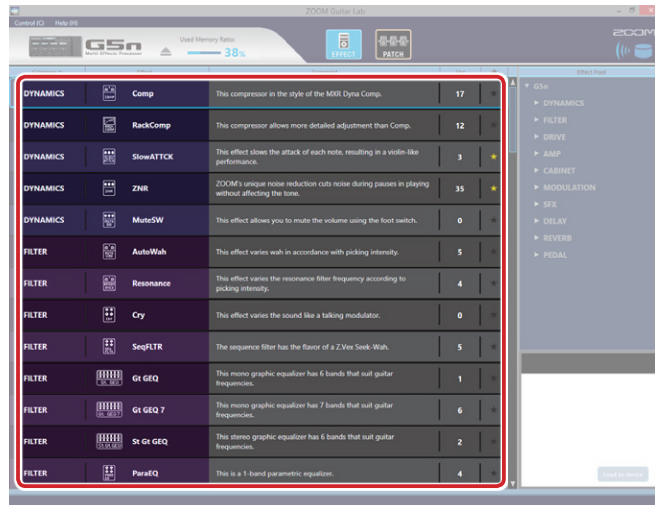 ZOOM Guitar Lab
Control (C) Help (H)
G5n
Multi-Effects Processor
Used Memory Ratio:
38%
EFFECT
PATCH
ZOOM
Category
Effect
Comment
Use
Effect Pool
DYNAMICS Comp This compressor in the style of the MXR Dyna Comp. 17
DYNAMICS RackComp This compressor allows more detailed adjustment than Comp. 12
DYNAMICS SlowATTCK This effect slows the attack of each note, resulting in a violin-like
performance. 3
DYNAMICS ZNR ZOOM's unique noise reduction cuts noise during pauses in playing
without affecting the tone. 35
DYNAMICS MuteSW This effect allows you to mute the volume using the foot switch. 0
FILTER AutoWah This effect varies wah in accordance with picking intensity. 5
FILTER Resonance This effect varies the resonance filter frequency according to
picking intensity. 4
FILTER Cry This effect varies the sound like a talking modulator. 0
FILTER SeqFLTR The sequence filter has the flavor of a Z.Vex Seek-Wah. 5
FILTER Gt GEQ This mono graphic equalizer has 6 bands that suit guitar
frequencies. 1
FILTER Gt GEQ 7 This mono graphic equalizer has 7 bands that suit guitar
frequencies. 6
FILTER St Gt GEQ This stereo graphic equalizer has 6 bands that suit guitar
frequencies. 2
FILTER ParaEQ This is a 1-band parametric equalizer. 4
G5n
DYNAMICS
FILTER
DRIVE
AMP
CABINET
MODULATION
SFX
DELAY
REVERB
PEDAL